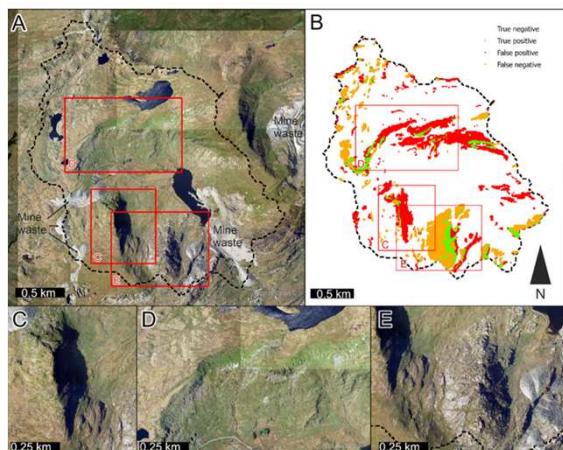 A
Mine
waste
Mine
waste
Mine
waste
D
C
0.5 km
B
True negative
True positive
False positive
False negative
D
C
E
0.5 km
N
C
0.25 km
D
0.25 km
E
0.25 km